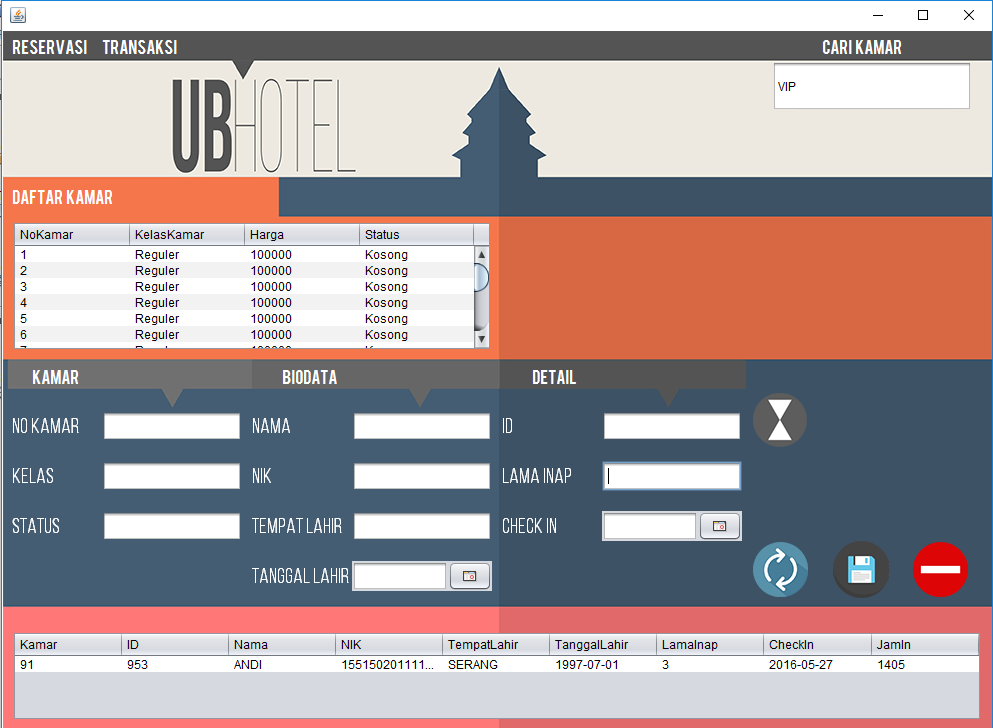 RESERVASI TRANSAKSI CARI KAMAR
UBHOTEL
VIP
DAFTAR KAMAR
NoKamar KelasKamar Harga Status
1 Reguler 100000 Kosong
2 Reguler 100000 Kosong
3 Reguler 100000 Kosong
4 Reguler 100000 Kosong
5 Reguler 100000 Kosong
6 Reguler 100000 Kosong
KAMAR BIODATA DETAIL
NO KAMAR NAMA ID
KELAS NIK LAMA INAP
STATUS TEMPAT LAHIR CHECK IN
TANGGAL LAHIR
Kamar ID Nama NIK TempatLahir TanggalLahir LamaInap CheckIn JamIn
91 953 ANDI 155150201111... SERANG 1997-07-01 3 2016-05-27 1405